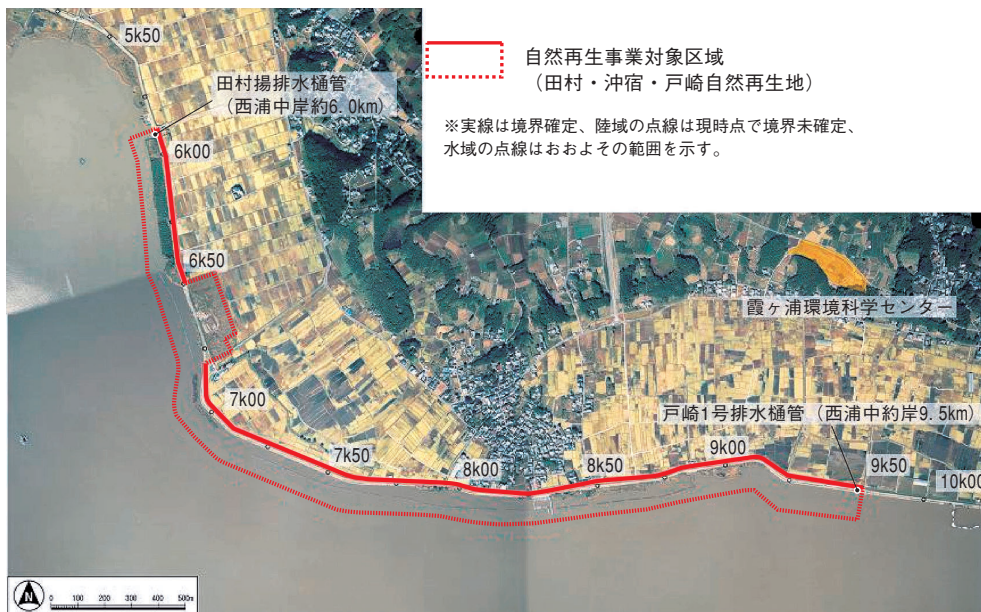 5k50
田村揚排水樋管
（西浦中岸約6.0km）
自然再生事業対象区域
（田村・沖宿・戸崎自然再生地）
※実線は境界確定、陸域の点線は現時点で境界未確定、
水域の点線はおおよその範囲を示す。
6k00
6k50
霞ヶ浦環境科学センター
7k00
戸崎1号排水樋管（西浦中約岸9.5km）
7k50
8k00
8k50
9k00
9k50
10k00
N
0 100 200 300 400 500m